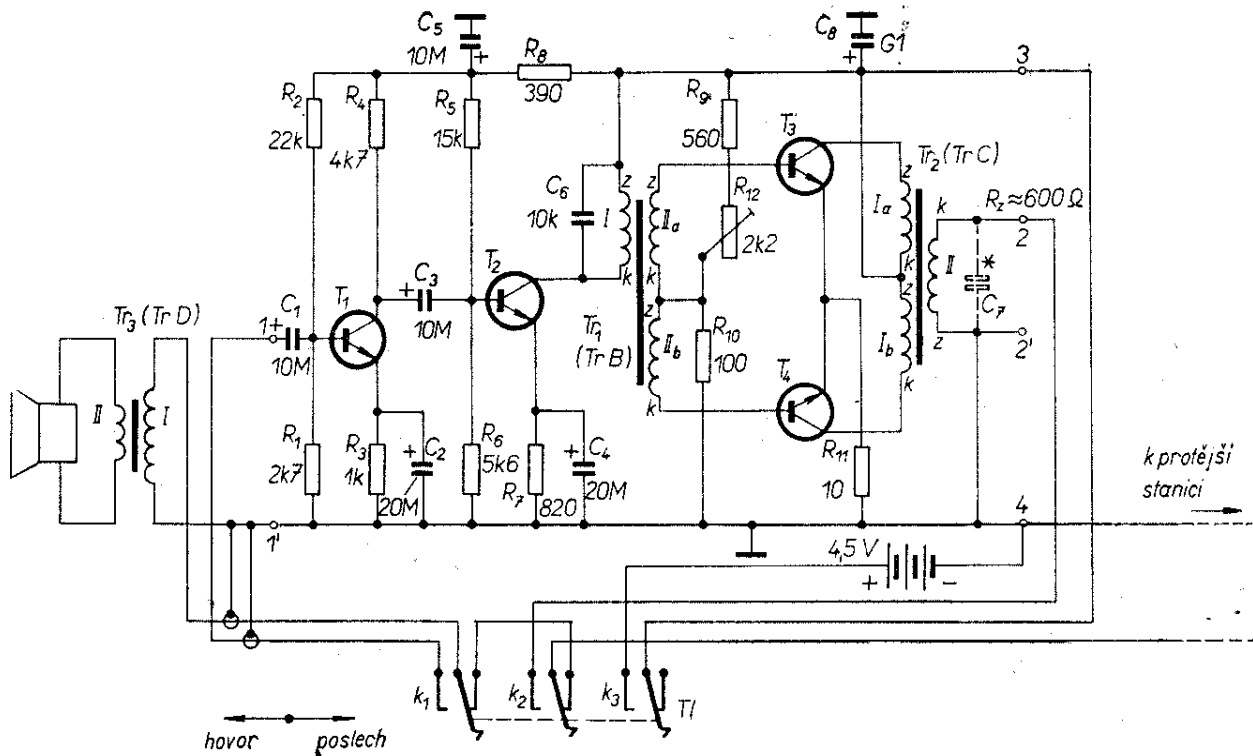 C5
10M
+
R8
390
C8
G1
+
3
R2
22k
R4
4k7
R5
15k
R9
560
T3
Tr2 (Tr C)
C6
10k
z
I
k
z
IIa
k
R12
2k2
z
Ia
k
k
Rz≈600 Ω
2
II
*
C7
z
2'
T2
C3
+
10M
T1
C1
1+
10M
Tr3 (Tr D)
II
I
Tr1
(Tr B)
z
IIb
k
R10
100
z
Ib
k
T4
R1
2k7
R3
1k
+
C2
20M
R6
5k6
R7
820
+
C4
20M
R11
10
k protější
stanici
1'
4
4,5 V
+
-
k1
k2
k3
Tl
hovor
poslech